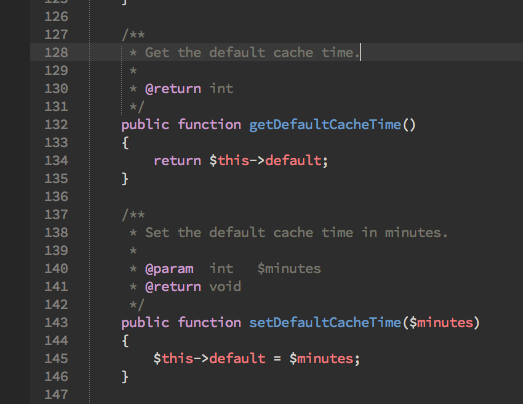 125 }
126
127 /**
128 * Get the default cache time.
129 *
130 * @return int
131 */
132 public function getDefaultCacheTime()
133 {
134 return $this->default;
135 }
136
137 /**
138 * Set the default cache time in minutes.
139 *
140 * @param  int   $minutes
141 * @return void
142 */
143 public function setDefaultCacheTime($minutes)
144 {
145 $this->default = $minutes;
146 }
147